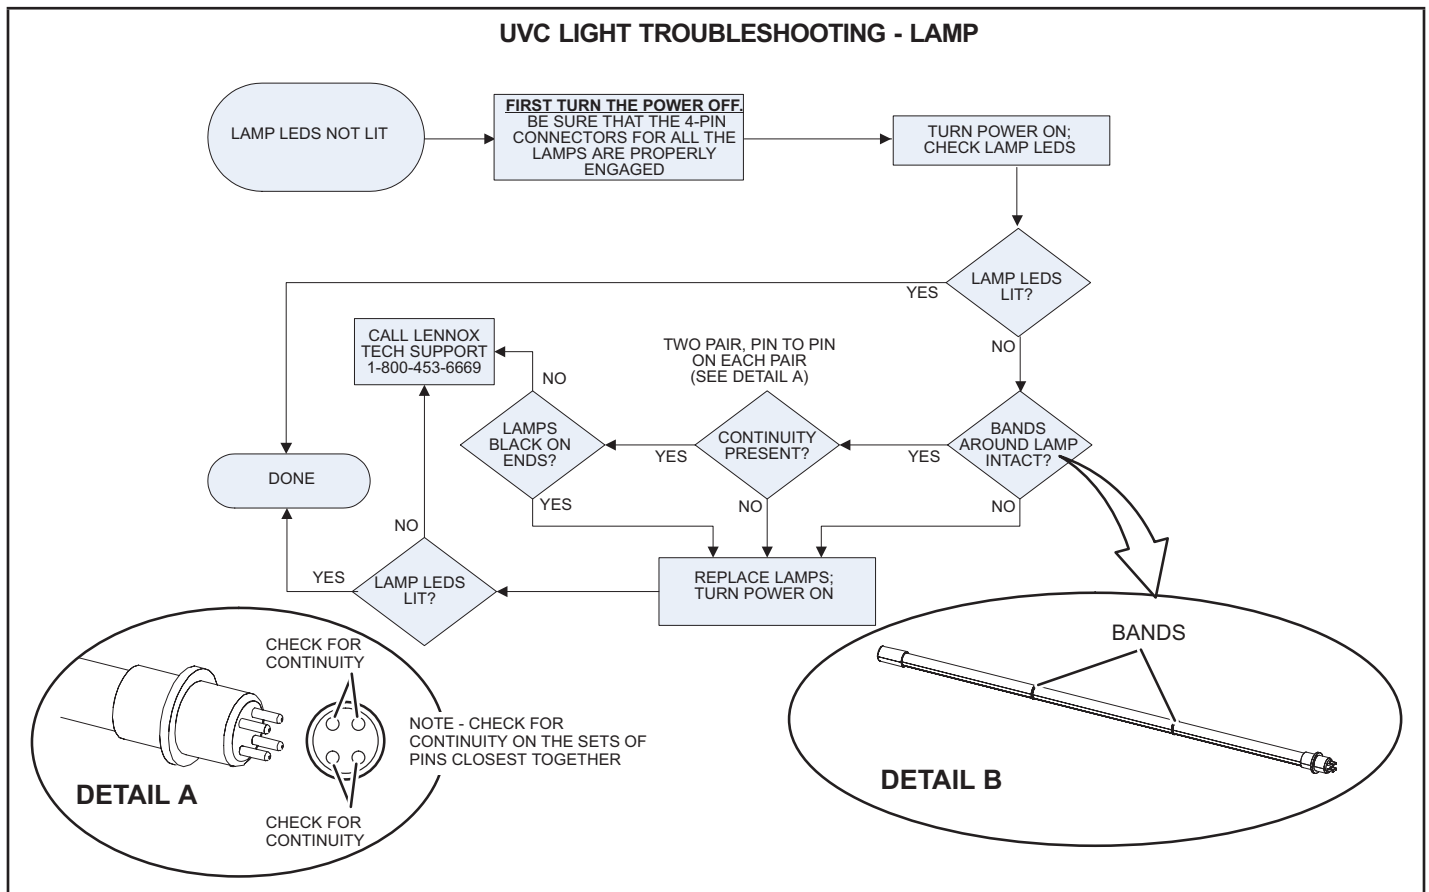 UVC LIGHT TROUBLESHOOTING - LAMP
LAMP LEDS NOT LIT
FIRST TURN THE POWER OFF.
BE SURE THAT THE 4-PIN
CONNECTORS FOR ALL THE
LAMPS ARE PROPERLY
ENGAGED
TURN POWER ON;
CHECK LAMP LEDS
LAMP LEDS
LIT?
YES
NO
CALL LENNOX
TECH SUPPORT
1-800-453-6669
TWO PAIR, PIN TO PIN
ON EACH PAIR
(SEE DETAIL A)
NO
LAMPS
BLACK ON
ENDS?
YES
CONTINUITY
PRESENT?
YES
BANDS
AROUND LAMP
INTACT?
DONE
YES
NO
NO
NO
YES
LAMP LEDS
LIT?
REPLACE LAMPS;
TURN POWER ON
CHECK FOR
CONTINUITY
NOTE - CHECK FOR
CONTINUITY ON THE SETS OF
PINS CLOSEST TOGETHER
DETAIL A
CHECK FOR
CONTINUITY
BANDS
DETAIL B